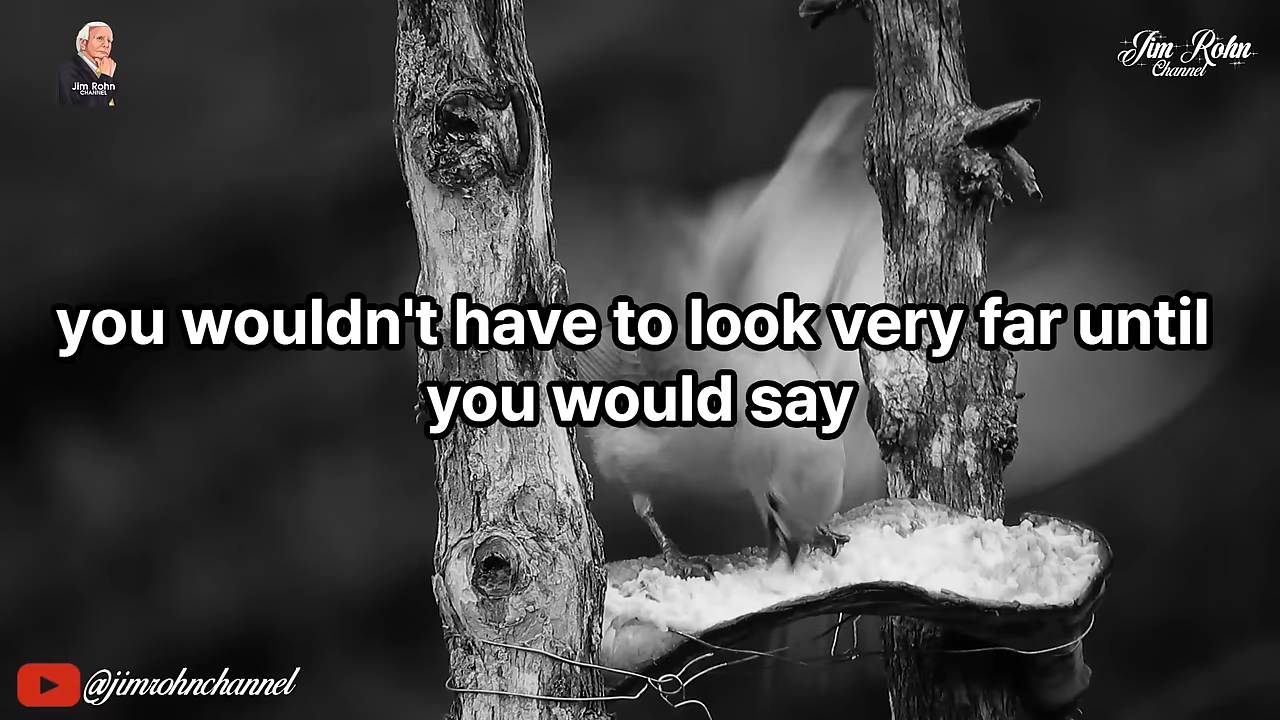 Jim Rohn
CHANNEL
Jim Rohn
Channel
you wouldn't have to look very far until
you would say
@jimrohnchannel